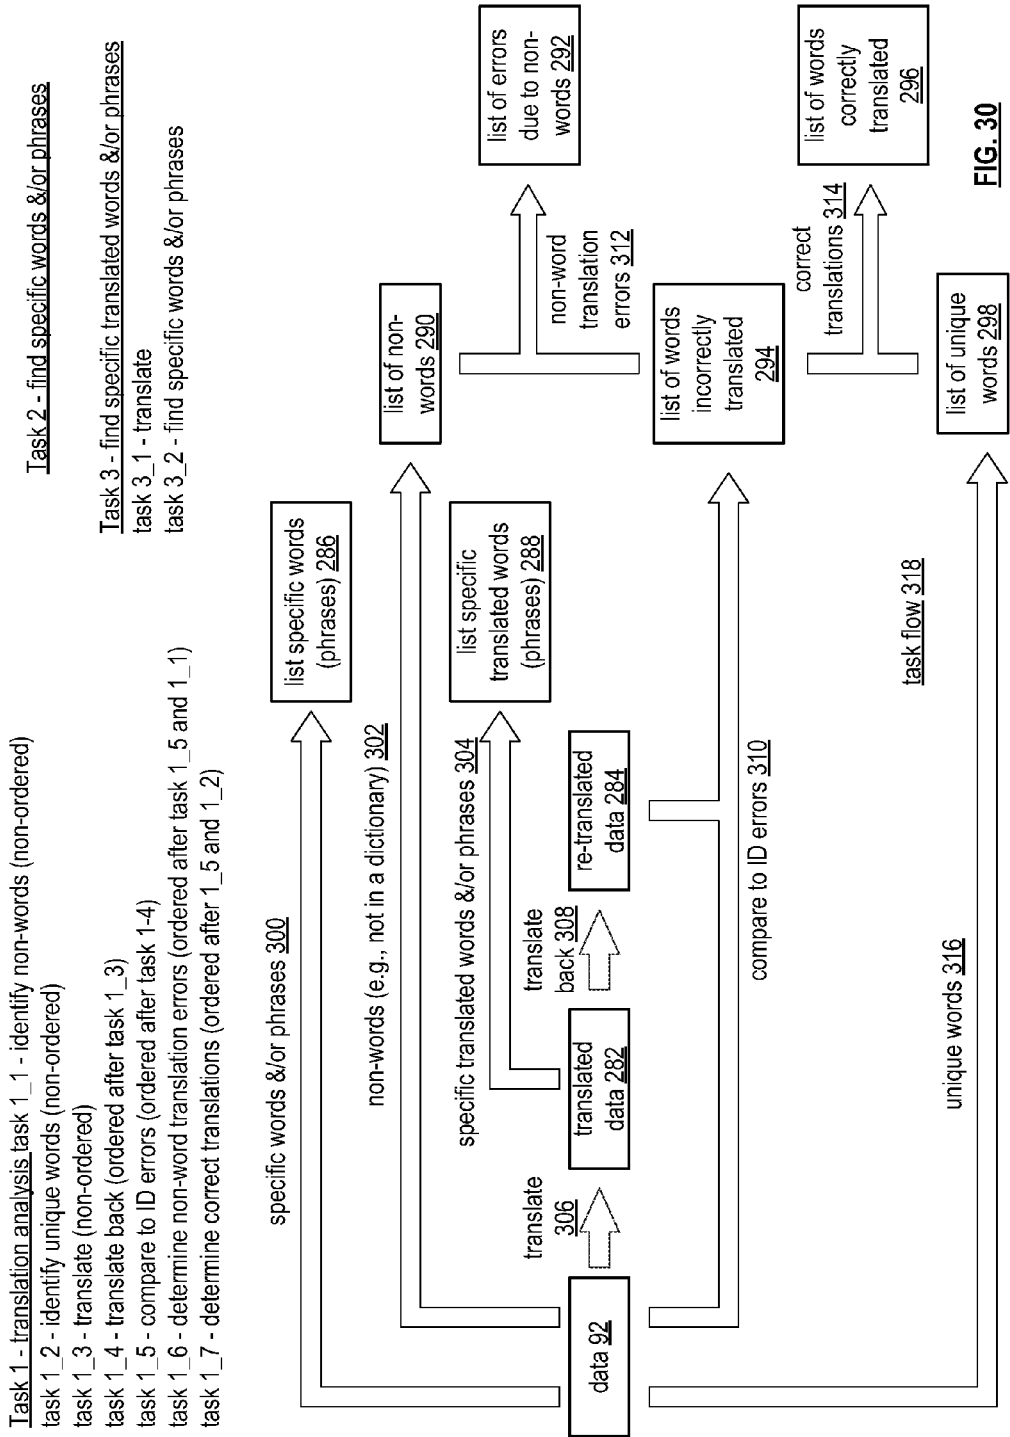 Task 1 - translation analysis task 1_1 - identify non-words (non-ordered)
task 1_2 - identify unique words (non-ordered)
task 1_3 - translate (non-ordered)
task 1_4 - translate back (ordered after task 1_3)
task 1_5 - compare to ID errors (ordered after task 1-4)
task 1_6 - determine non-word translation errors (ordered after task 1_5 and 1_1)
task 1_7 - determine correct translations (ordered after 1_5 and 1_2)
Task 2 - find specific words &/or phrases
Task 3 - find specific translated words &/or phrases
task 3_1 - translate
task 3_2 - find specific words &/or phrases
specific words &/or phrases 300
list specific words
(phrases) 286
non-words (e.g., not in a dictionary) 302
list of non-
words 290
specific translated words &/or phrases 304
list specific
translated words
(phrases) 288
list of errors
due to non-
words 292
non-word
translation
errors 312
data 92
translate
306
translated
data 282
translate
back 308
re-translated
data 284
compare to ID errors 310
list of words
incorrectly
translated
294
correct
translations 314
list of words
correctly
translated
296
unique words 316
list of unique
words 298
task flow 318
FIG. 30